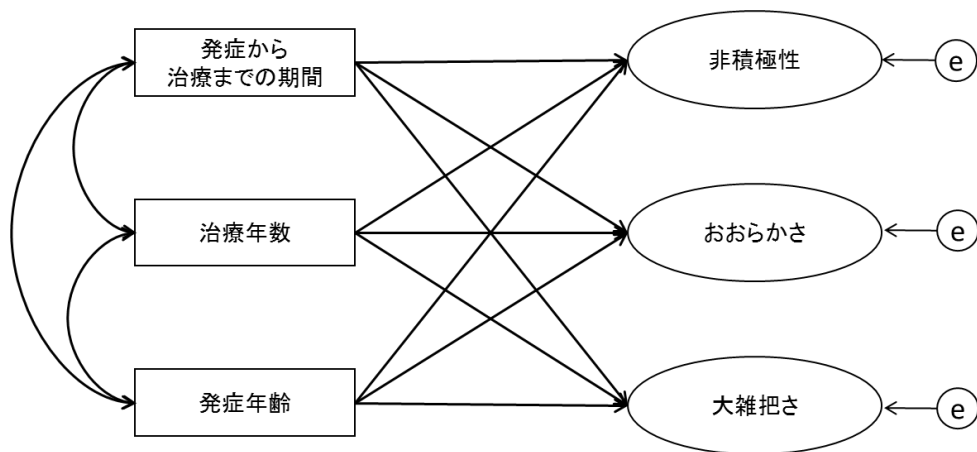 発症から
治療までの期間
非積極性
e
治療年数
おおらかさ
e
発症年齢
大雑把さ
e